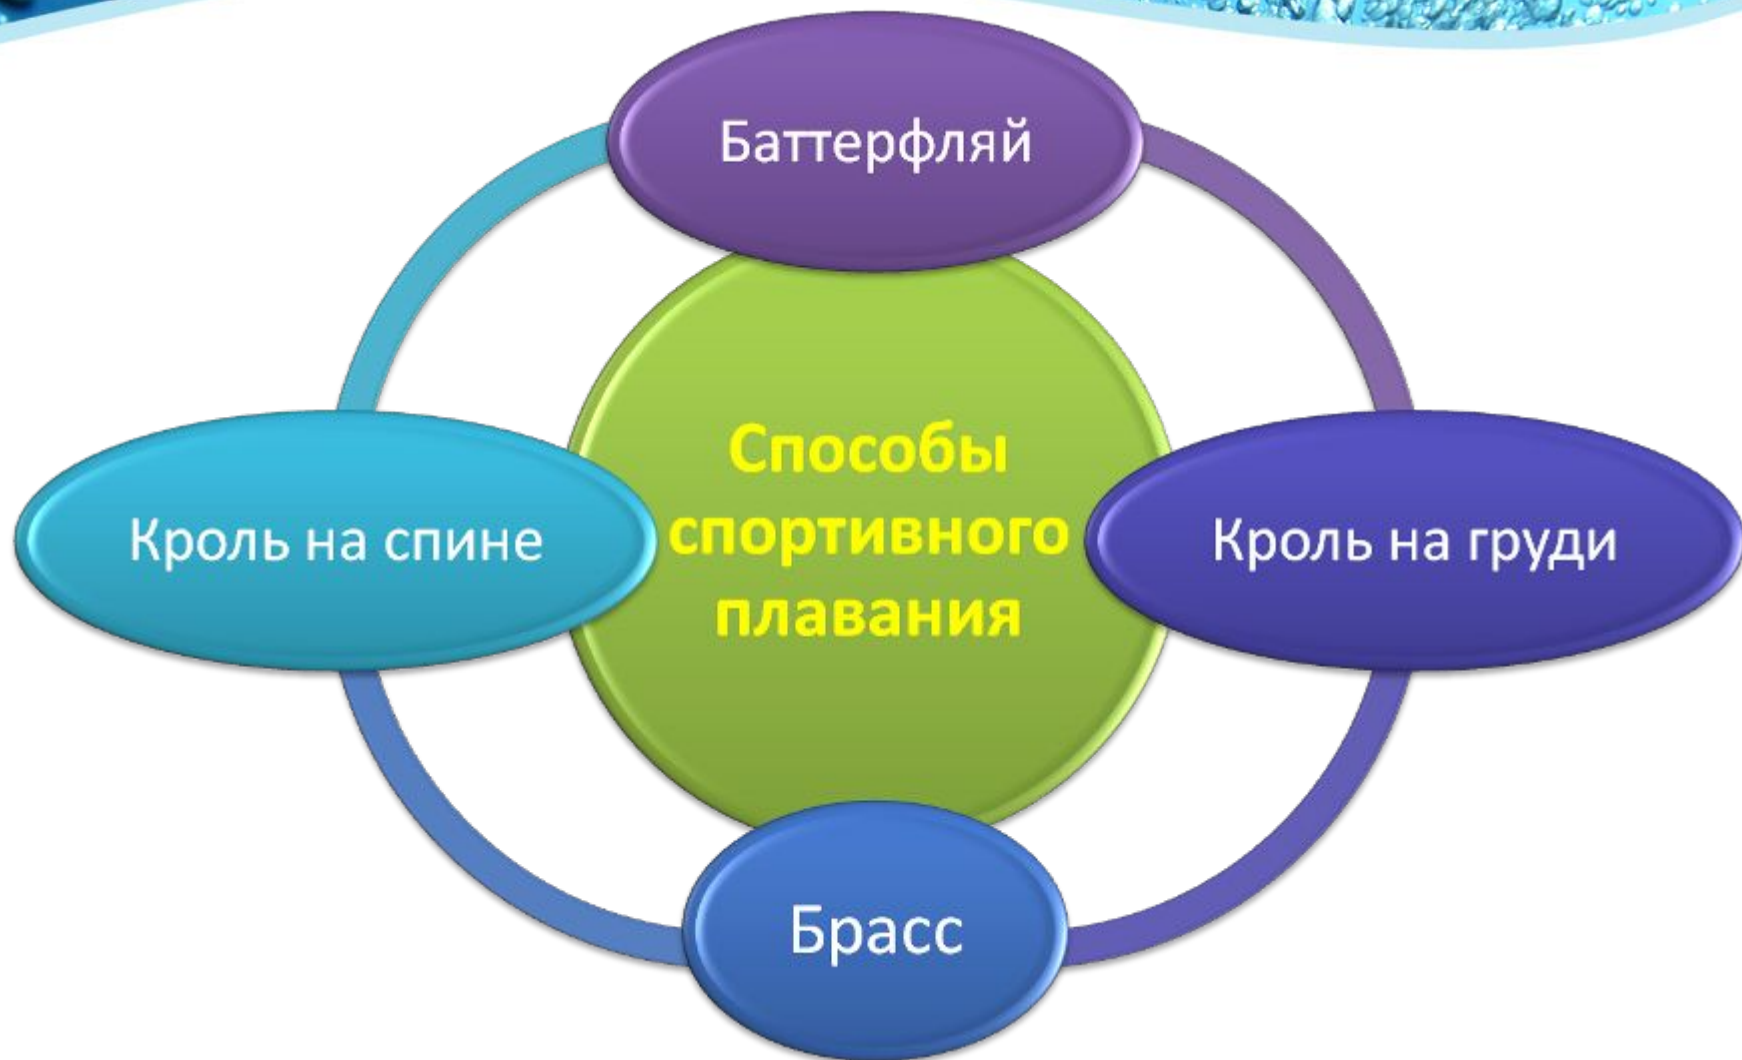 Баттерфляй
Способы
спортивного
плавания
Кроль на спине
Кроль на груди
Брасс